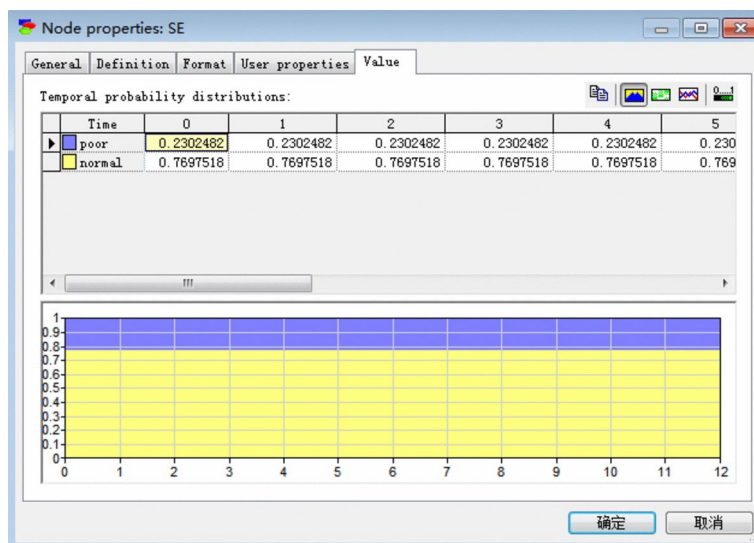 Node properties: SE
General Definition Format User properties Value
Temporal probability distributions:
Time 0 1 2 3 4 5
poor 0.2302482 0.2302482 0.2302482 0.2302482 0.2302482 0.230
normal 0.7697518 0.7697518 0.7697518 0.7697518 0.7697518 0.769
1
0.9
0.8
0.7
0.6
0.5
0.4
0.3
0.2
0.1
0
0 1 2 3 4 5 6 7 8 9 10 11 12
确定 取消